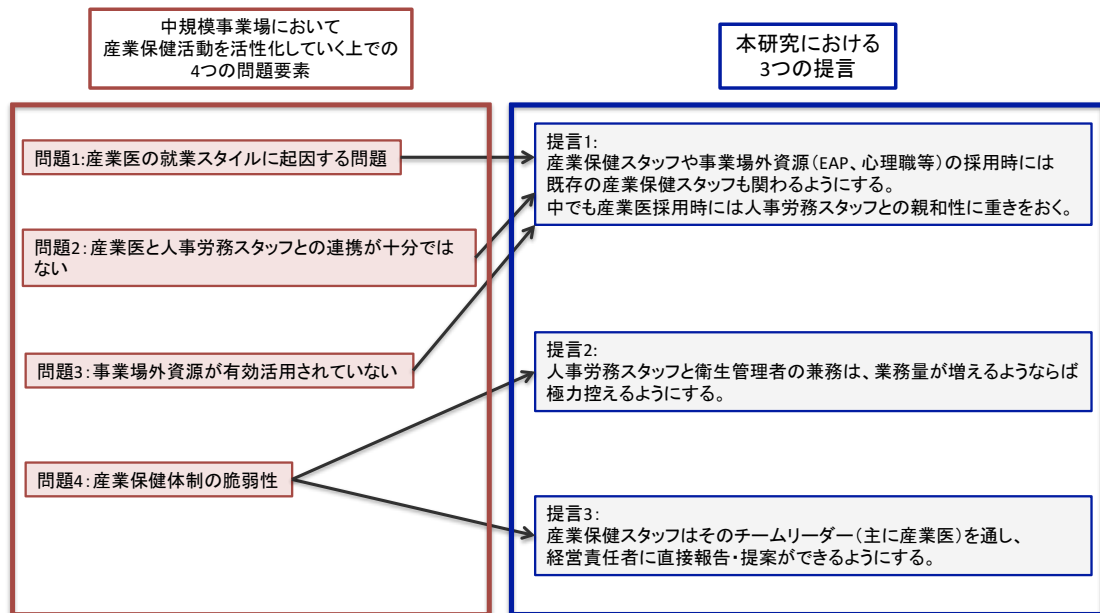 中規模事業場において
産業保健活動を活性化していく上での
4つの問題要素
本研究における
3つの提言
問題1:産業医の就業スタイルに起因する問題
問題2:産業医と人事労務スタッフとの連携が十分では
ない
問題3:事業場外資源が有効活用されていない
問題4:産業保健体制の脆弱性
提言1:
産業保健スタッフや事業場外資源(EAP、心理職等)の採用時には
既存の産業保健スタッフも関わるようにする。
中でも産業医採用時には人事労務スタッフとの親和性に重きをおく。
提言2:
人事労務スタッフと衛生管理者の兼務は、業務量が増えるようならば
極力控えるようにする。
提言3:
産業保健スタッフはそのチームリーダー(主に産業医)を通し、
経営責任者に直接報告・提案ができるようにする。